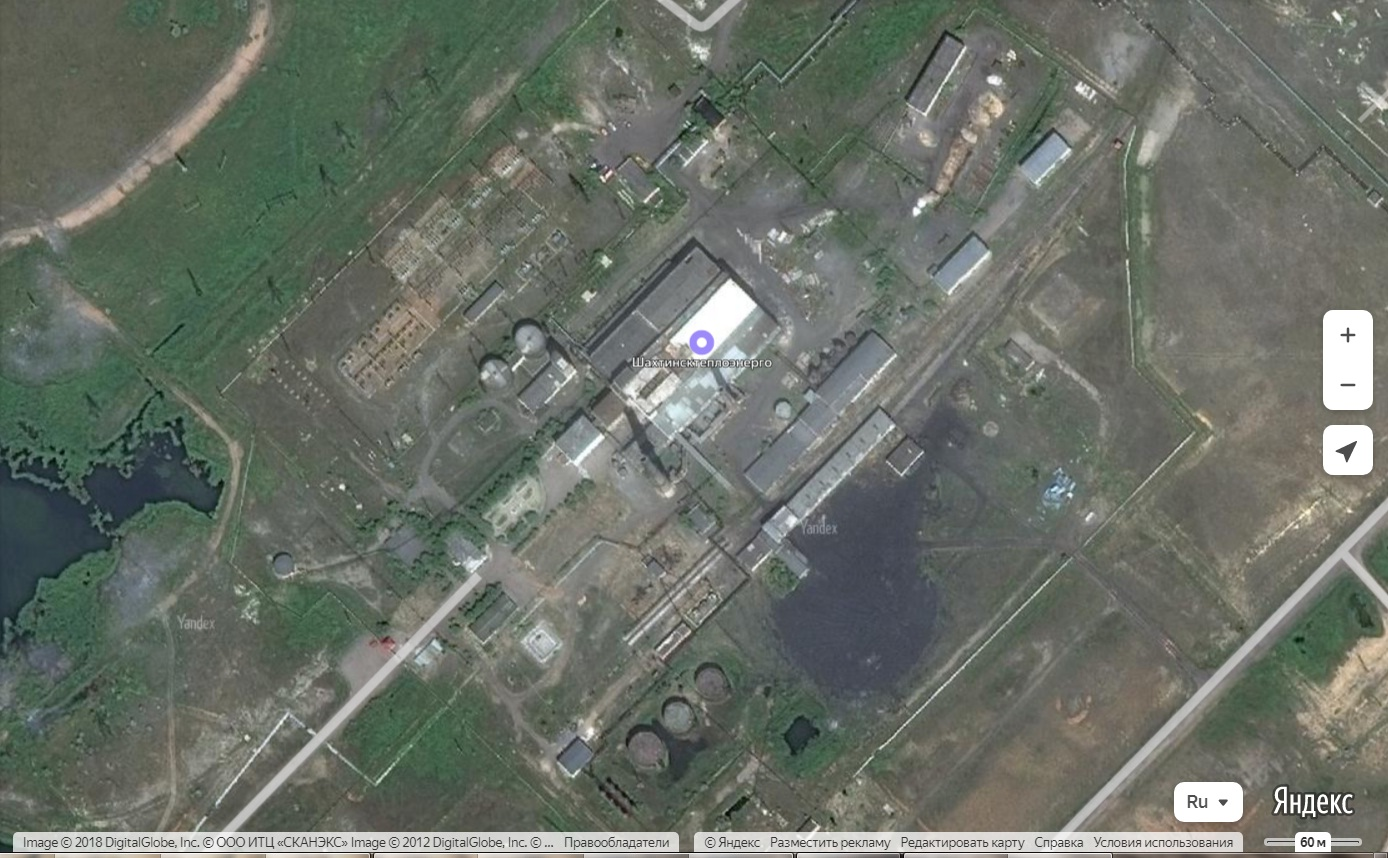 Шахтинсктеплоэнерго
Yandex
Yandex
Ru
Яндекс
Image © 2018 DigitalGlobe, Inc. © ООО ИТЦ «СКАНЭКС» Image © 2012 DigitalGlobe, Inc. © ... Правообладатели
© Яндекс Разместить рекламу Редактировать карту Справка Условия использования
60 м